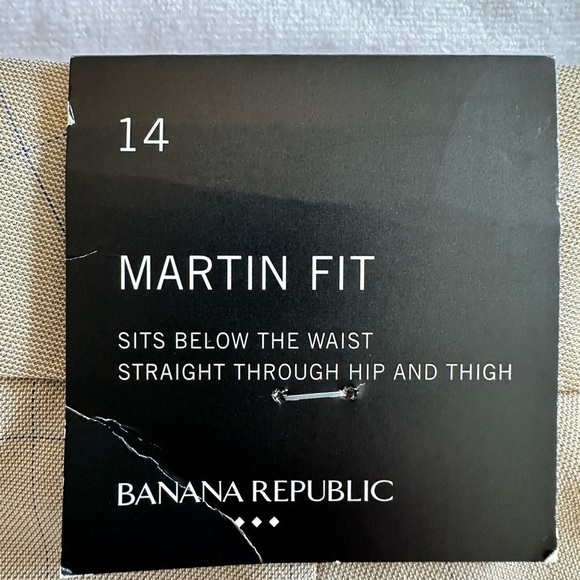 14
MARTIN FIT
SITS BELOW THE WAIST
STRAIGHT THROUGH HIP AND THIGH
BANANA REPUBLIC